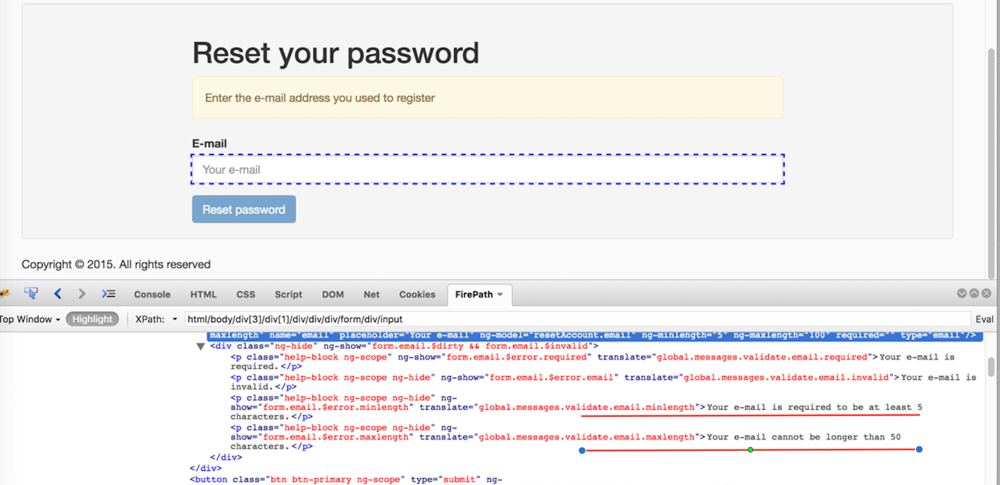 Reset your password
Enter the e-mail address you used to register
E-mail
Your e-mail
Reset password
Copyright © 2015. All rights reserved
Console HTML CSS Script DOM Net Cookies FirePath
Top Window Highlight XPath: html/body/div[3]/div[1]/div/div/div/form/div/input Eval
maxlength" name="email" placeholder="Your e-mail" ng-model="resetAccount.email" ng-minlength="5" ng-maxlength="100" required="" type="email"/>
<div class="ng-hide" ng-show="form.email.$dirty && form.email.$invalid">
<p class="help-block ng-scope" ng-show="form.email.$error.required" translate="global.messages.validate.email.required">Your e-mail is
required.</p>
<p class="help-block ng-scope ng-hide" ng-show="form.email.$error.email" translate="global.messages.validate.email.invalid">Your e-mail is
invalid.</p>
<p class="help-block ng-scope ng-hide" ng-
show="form.email.$error.minlength" translate="global.messages.validate.email.minlength">Your e-mail is required to be at least 5
characters.</p>
<p class="help-block ng-scope ng-hide" ng-
show="form.email.$error.maxlength" translate="global.messages.validate.email.maxlength">Your e-mail cannot be longer than 50
characters.</p>
</div>
</div>
<button class="btn btn-primary ng-scope" type="submit" ng-